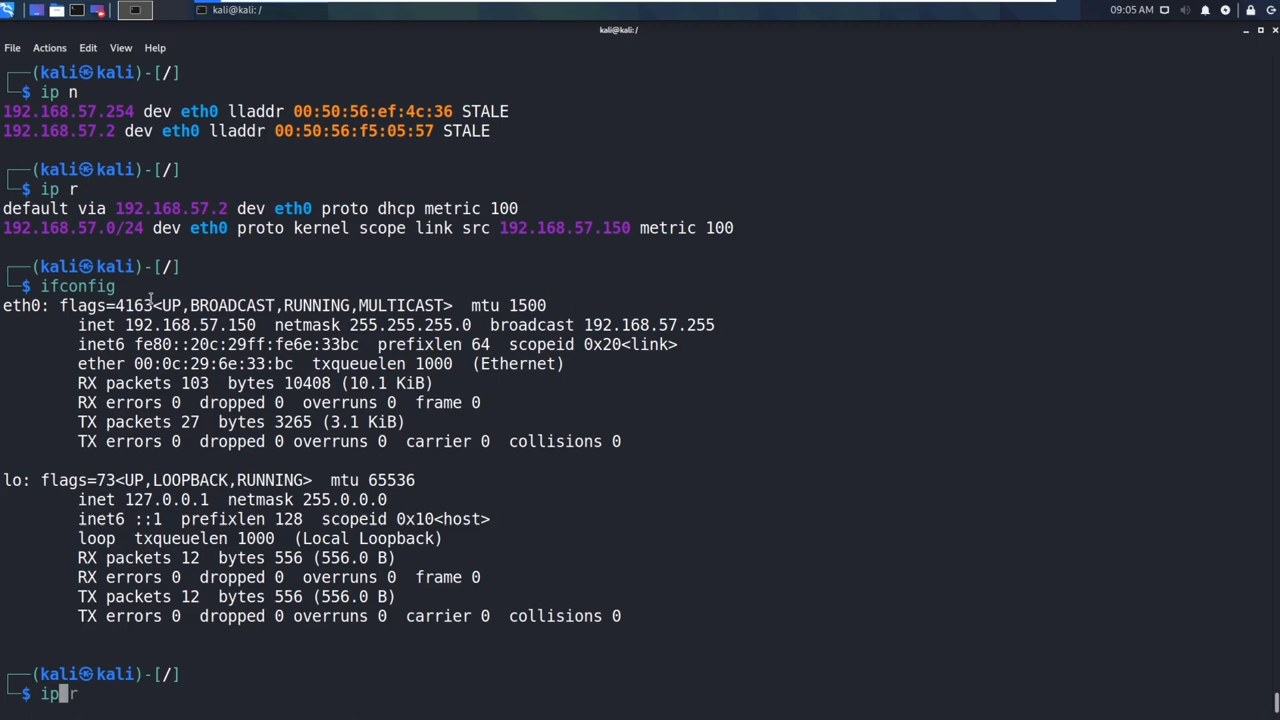 kali@kali: /
09:05 AM
kali@kali: /
File Actions Edit View Help
┌──(kali㉿kali)-[/]
└─$ ip n
192.168.57.254 dev eth0 lladdr 00:50:56:ef:4c:36 STALE
192.168.57.2 dev eth0 lladdr 00:50:56:f5:05:57 STALE
┌──(kali㉿kali)-[/]
└─$ ip r
default via 192.168.57.2 dev eth0 proto dhcp metric 100
192.168.57.0/24 dev eth0 proto kernel scope link src 192.168.57.150 metric 100
┌──(kali㉿kali)-[/]
└─$ ifconfig
eth0: flags=4163<UP,BROADCAST,RUNNING,MULTICAST>  mtu 1500
        inet 192.168.57.150  netmask 255.255.255.0  broadcast 192.168.57.255
        inet6 fe80::20c:29ff:fe6e:33bc  prefixlen 64  scopeid 0x20<link>
        ether 00:0c:29:6e:33:bc  txqueuelen 1000  (Ethernet)
        RX packets 103  bytes 10408 (10.1 KiB)
        RX errors 0  dropped 0  overruns 0  frame 0
        TX packets 27  bytes 3265 (3.1 KiB)
        TX errors 0  dropped 0 overruns 0  carrier 0  collisions 0
lo: flags=73<UP,LOOPBACK,RUNNING>  mtu 65536
        inet 127.0.0.1  netmask 255.0.0.0
        inet6 ::1  prefixlen 128  scopeid 0x10<host>
        loop  txqueuelen 1000  (Local Loopback)
        RX packets 12  bytes 556 (556.0 B)
        RX errors 0  dropped 0  overruns 0  frame 0
        TX packets 12  bytes 556 (556.0 B)
        TX errors 0  dropped 0 overruns 0  carrier 0  collisions 0
┌──(kali㉿kali)-[/]
└─$ ip r